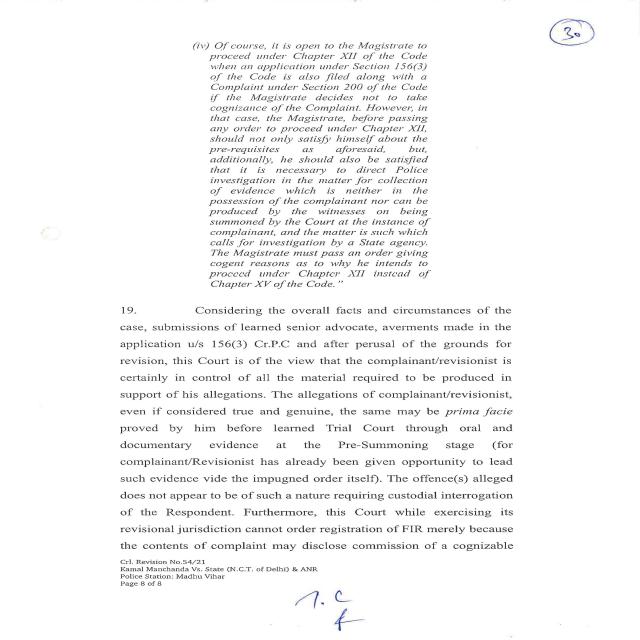 30
(iv) Of course, it is open to the Magistrate to
proceed under Chapter XII of the Code
when an application under Section 156(3)
of the Code is also filed along with a
Complaint under Section 200 of the Code
if the Magistrate decides not to take
cognizance of the Complaint. However, in
that case, the Magistrate, before passing
any order to proceed under Chapter XII,
should not only satisfy himself about the
pre-requisites as aforesaid, but,
additionally, he should also be satisfied
that it is necessary to direct Police
investigation in the matter for collection
of evidence which is neither in the
possession of the complainant nor can be
produced by the witnesses on being
summoned by the Court at the instance of
complainant, and the matter is such which
calls for investigation by a State agency.
The Magistrate must pass an order giving
cogent reasons as to why he intends to
proceed under Chapter XII instead of
Chapter XV of the Code."
19. Considering the overall facts and circumstances of the
case, submissions of learned senior advocate, averments made in the
application u/s 156(3) Cr.P.C and after perusal of the grounds for
revision, this Court is of the view that the complainant/revisionist is
certainly in control of all the material required to be produced in
support of his allegations. The allegations of complainant/revisionist,
even if considered true and genuine, the same may be prima facie
proved by him before learned Trial Court through oral and
documentary evidence at the Pre-Summoning stage (for
complainant/Revisionist has already been given opportunity to lead
such evidence vide the impugned order itself). The offence(s) alleged
does not appear to be of such a nature requiring custodial interrogation
of the Respondent. Furthermore, this Court while exercising its
revisional jurisdiction cannot order registration of FIR merely because
the contents of complaint may disclose commission of a cognizable
Crl. Revision No.54/21
Kamal Manchanda Vs. State (N.C.T. of Delhi) & ANR
Police Station: Madhu Vihar
Page 8 of 8